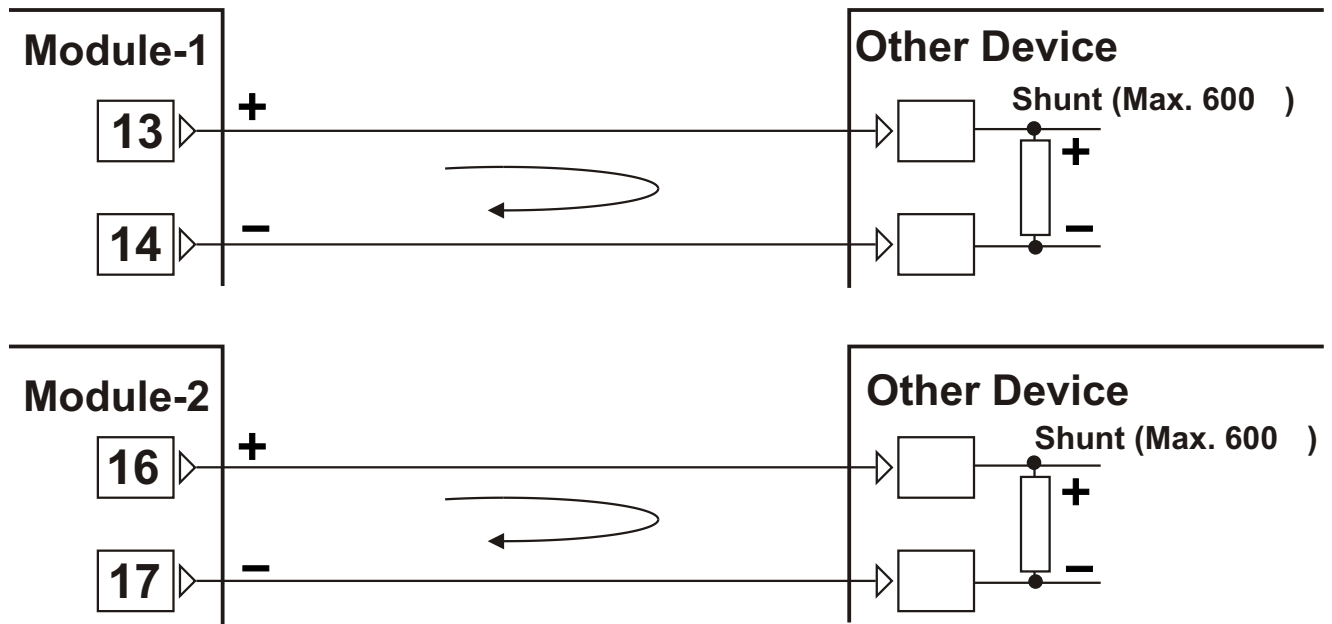 Module-1
Other Device
Shunt (Max. 600 )
13
+
+
14
−
−
Module-2
Other Device
Shunt (Max. 600 )
16
+
+
17
−
−